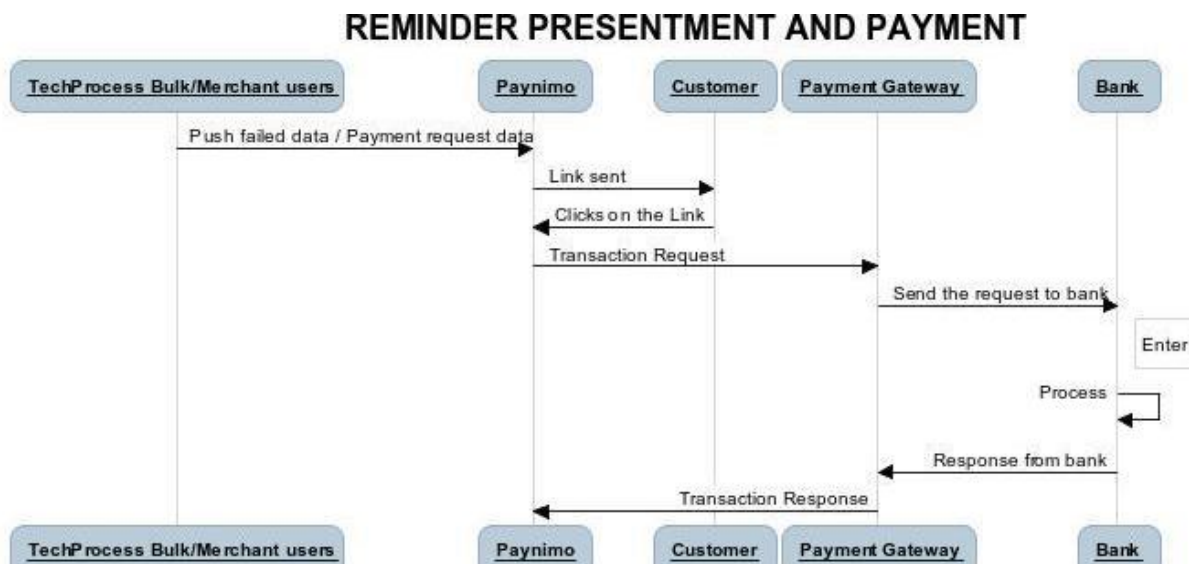 REMINDER PRESENTMENT AND PAYMENT
TechProcess Bulk/Merchant users Paynimo Customer Payment Gateway Bank
Push failed data / Payment request data
Link sent
Clicks on the Link
Transaction Request
Send the request to bank
Enter
Process
Response from bank
Transaction Response
TechProcess Bulk/Merchant users Paynimo Customer Payment Gateway Bank